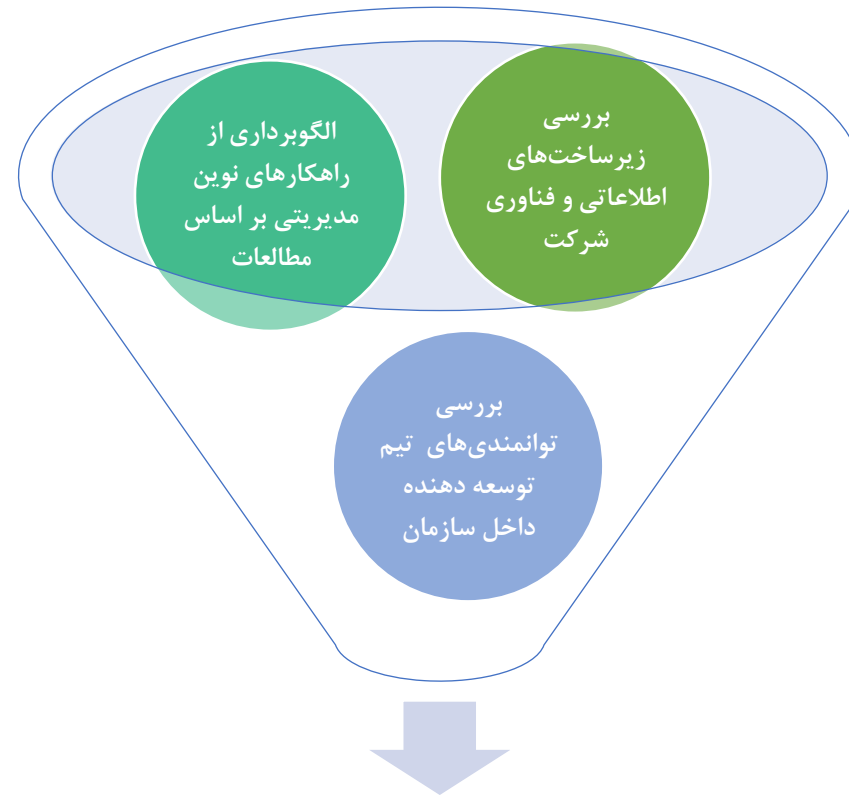 بررسی
زیرساخت‌های
اطلاعاتی و فناوری
شرکت
الگوبرداری از
راهکارهای نوین
مدیریتی بر اساس
مطالعات
بررسی
توانمندی‌های تیم
توسعه دهنده
داخل سازمان